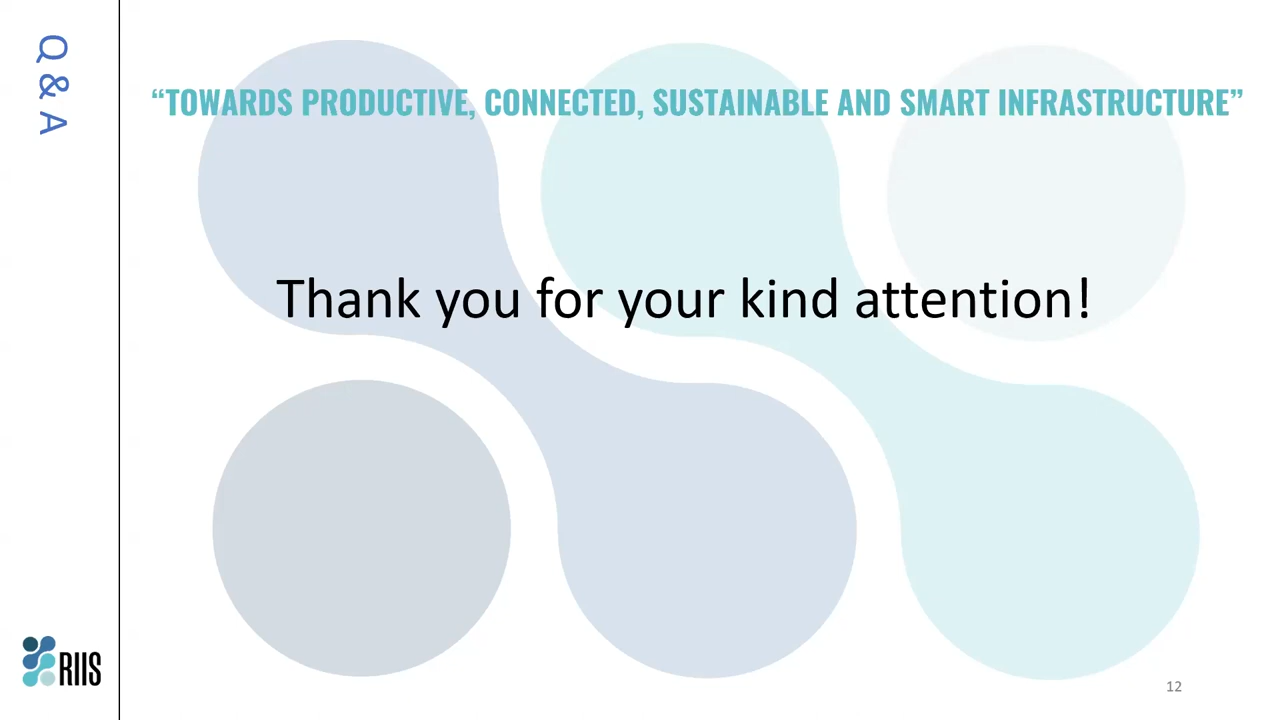 Q & A
“TOWARDS PRODUCTIVE, CONNECTED, SUSTAINABLE AND SMART INFRASTRUCTURE”
Thank you for your kind attention!
RIIS
12